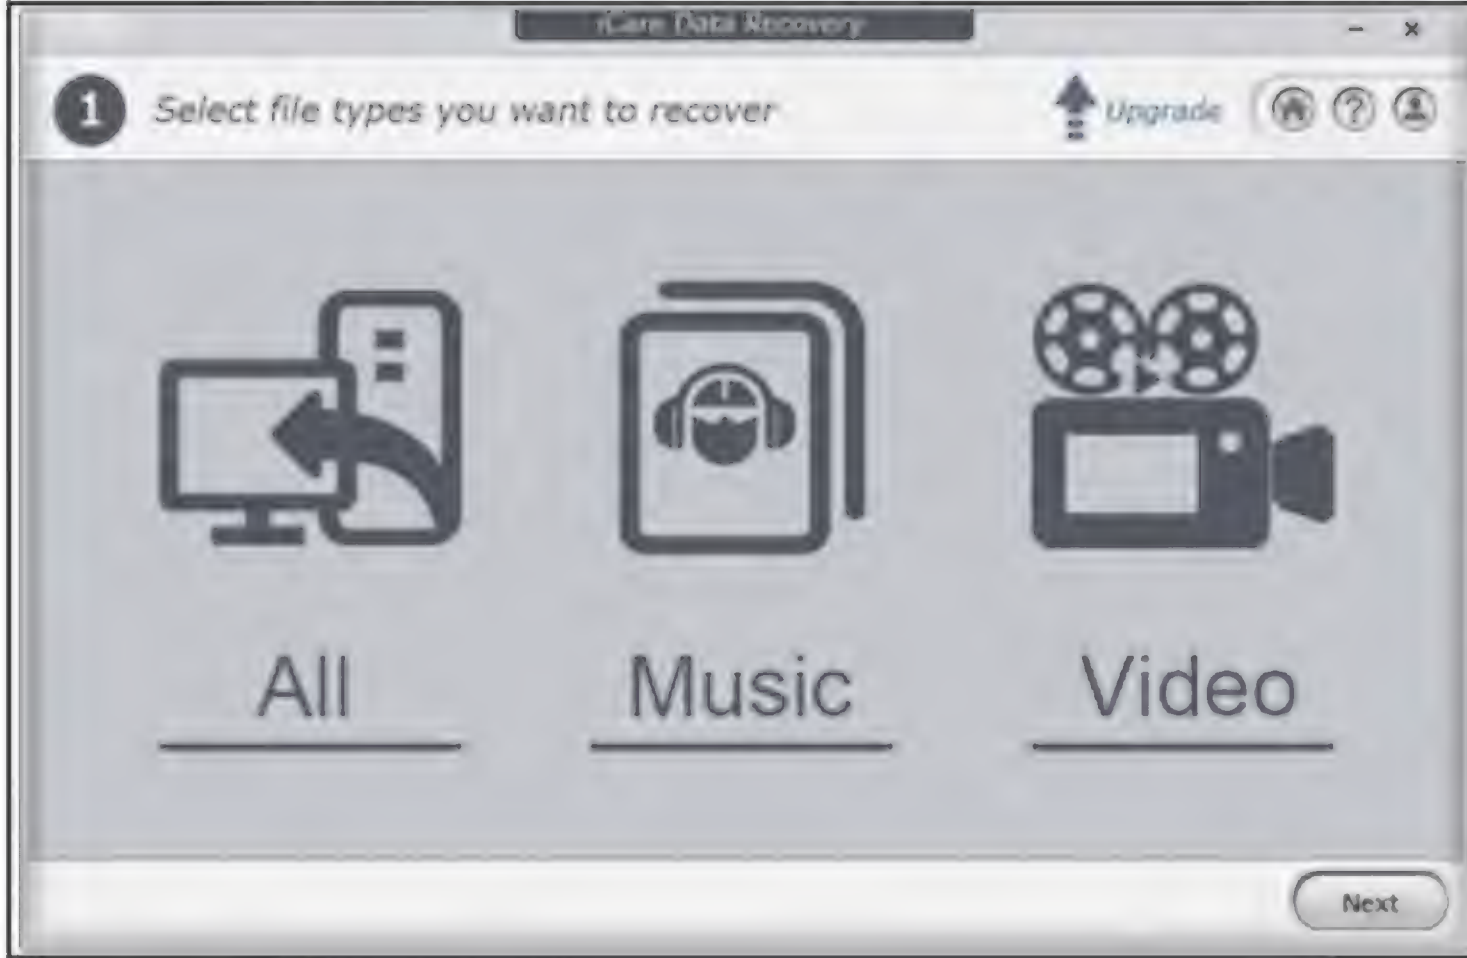 iCare Data Recovery
1 Select file types you want to recover
Upgrade
?
All
Music
Video
Next